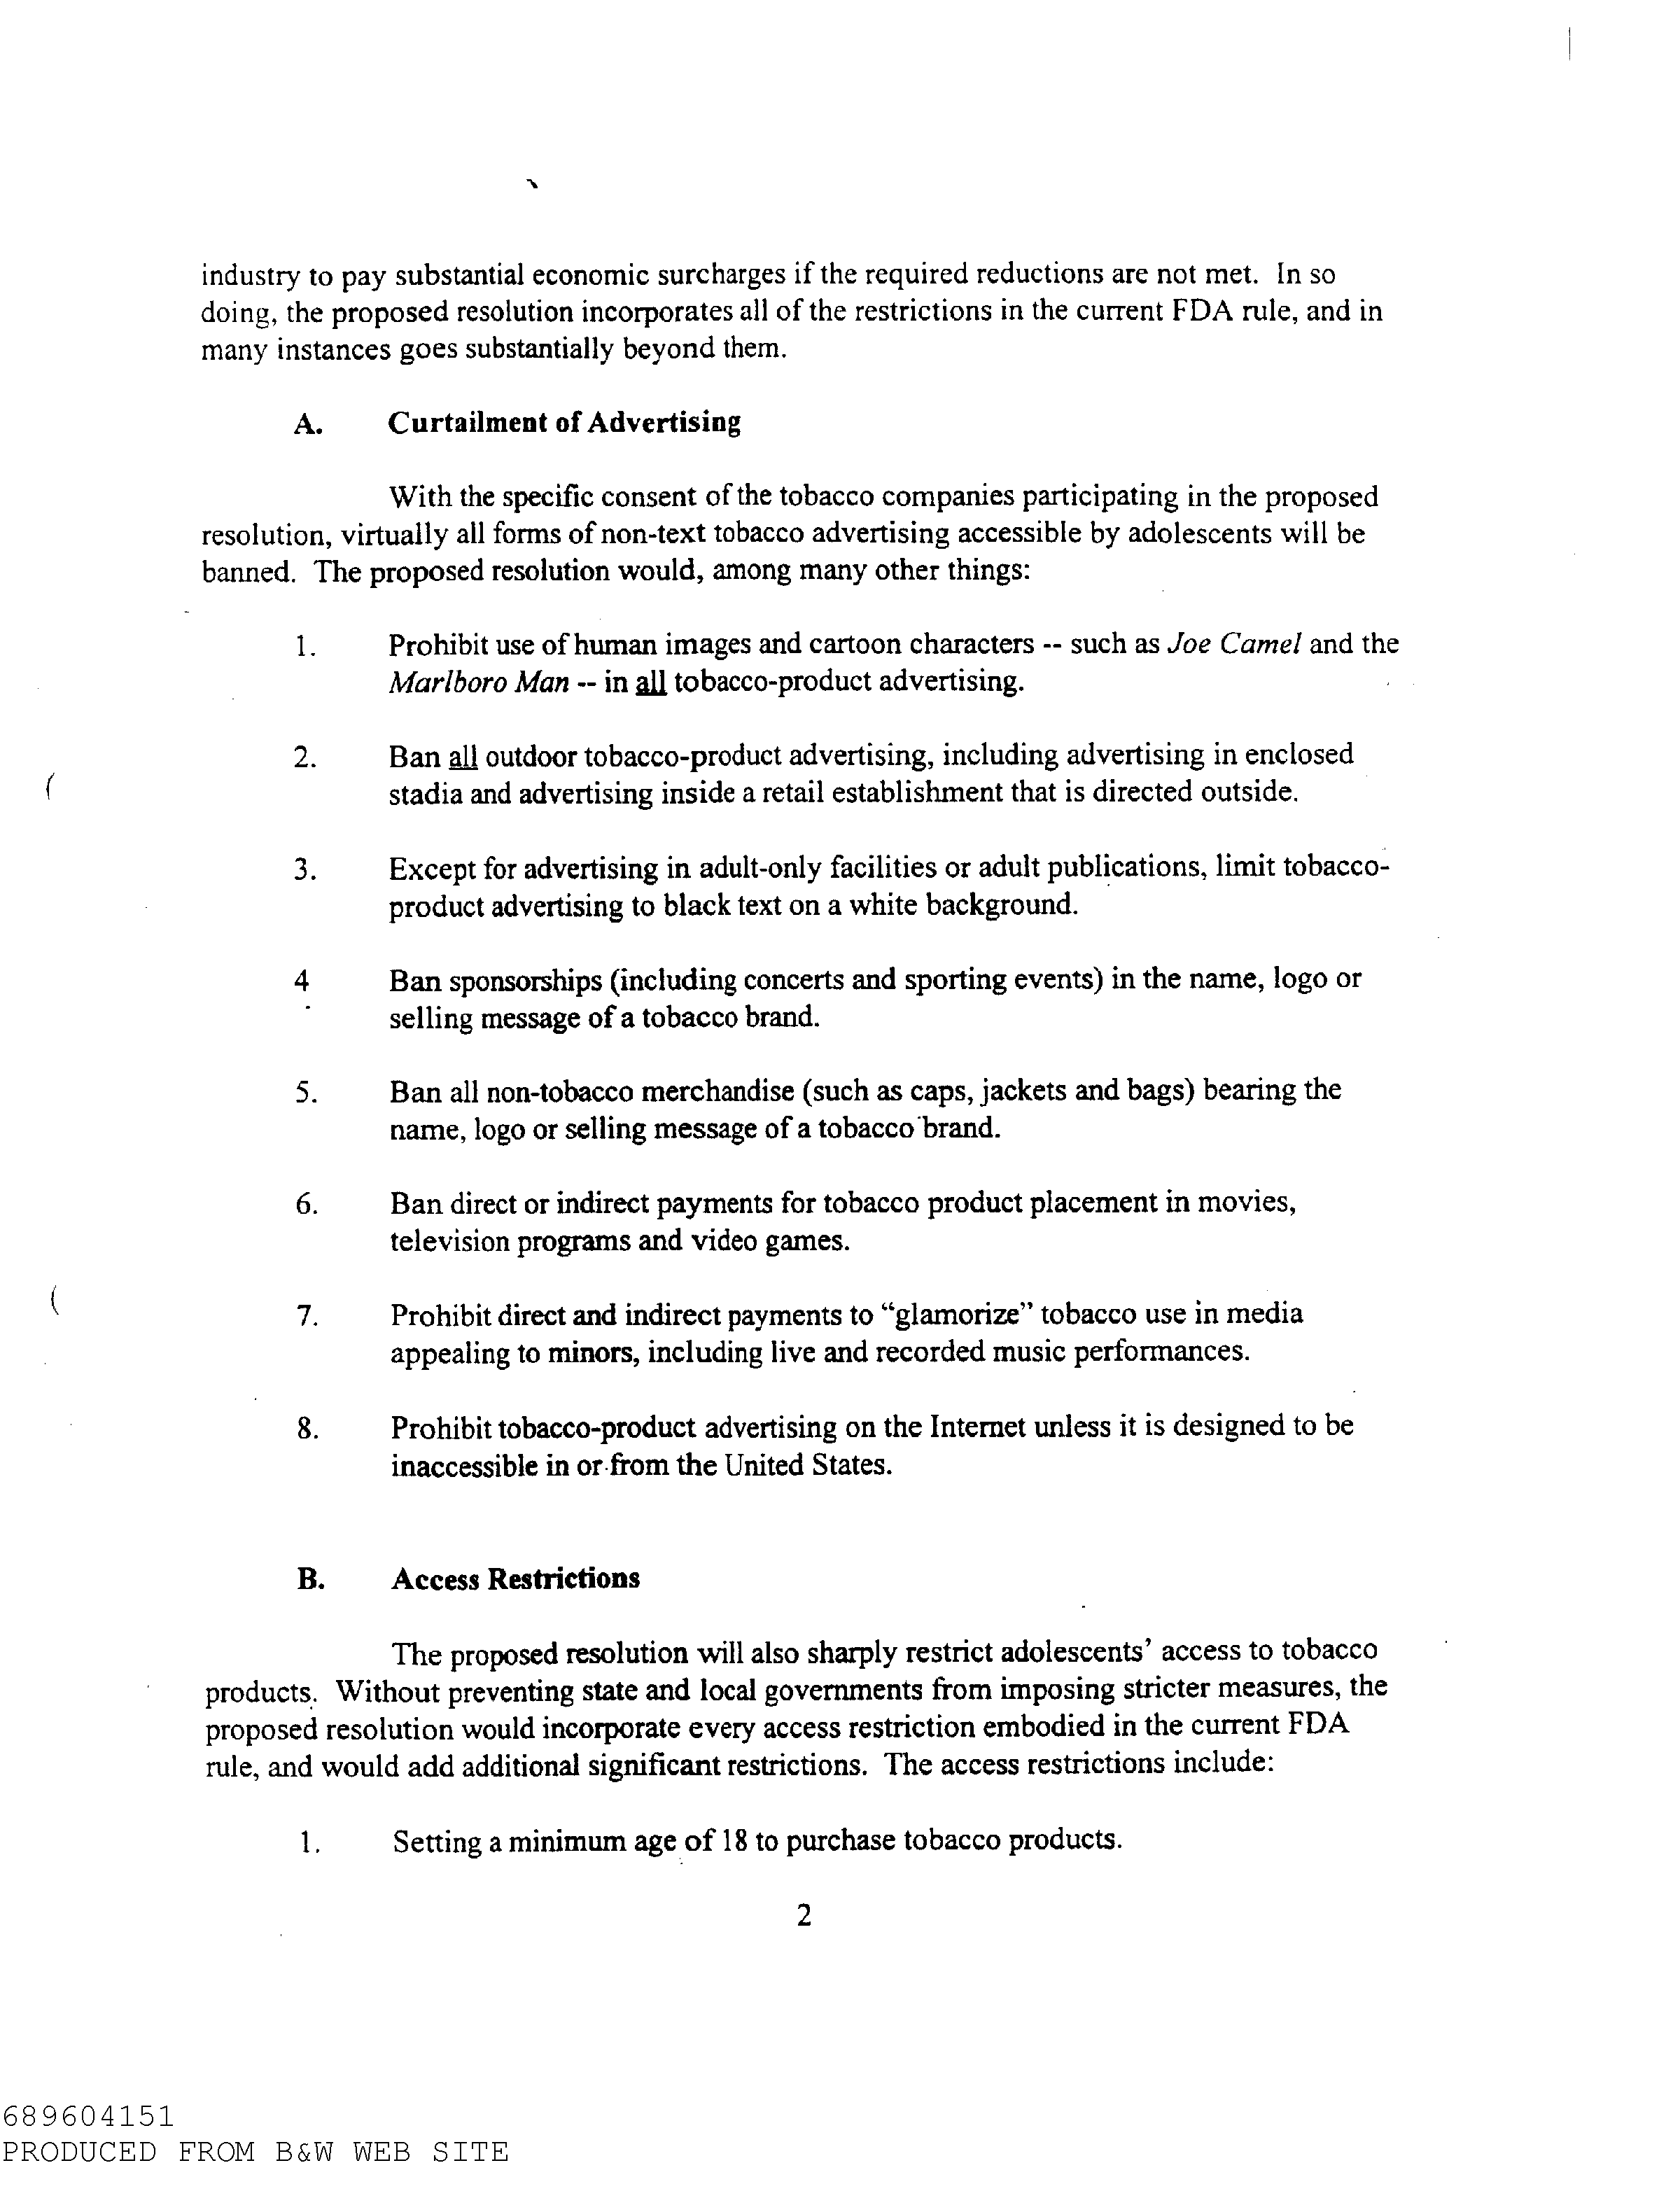 industry to pay substantial economic surcharges if the required reductions are not met. In so
doing, the proposed resolution incorporates all of the restrictions in the current FDA rule, and in
many instances goes substantially beyond them.
A. Curtailment of Advertising
With the specific consent of the tobacco companies participating in the proposed
resolution, virtually all forms of non-text tobacco advertising accessible by adolescents will be
banned. The proposed resolution would, among many other things:
1. Prohibit use of human images and cartoon characters -- such as Joe Camel and the
Marlboro Man -- in all tobacco-product advertising.
2. Ban all outdoor tobacco-product advertising, including advertising in enclosed
stadia and advertising inside a retail establishment that is directed outside.
3. Except for advertising in adult-only facilities or adult publications, limit tobacco-
product advertising to black text on a white background.
4 Ban sponsorships (including concerts and sporting events) in the name, logo or
. selling message of a tobacco brand.
5. Ban all non-tobacco merchandise (such as caps, jackets and bags) bearing the
name, logo or selling message of a tobacco brand.
6. Ban direct or indirect payments for tobacco product placement in movies,
television programs and video games.
7. Prohibit direct and indirect payments to “glamorize” tobacco use in media
appealing to minors, including live and recorded music performances.
8. Prohibit tobacco-product advertising on the Internet unless it is designed to be
inaccessible in or from the United States.
B. Access Restrictions
The proposed resolution will also sharply restrict adolescents’ access to tobacco
products. Without preventing state and local governments from imposing stricter measures, the
proposed resolution would incorporate every access restriction embodied in the current FDA
rule, and would add additional significant restrictions. The access restrictions include:
1. Setting a minimum age of 18 to purchase tobacco products.
2
689604151
PRODUCED FROM B&W WEB SITE